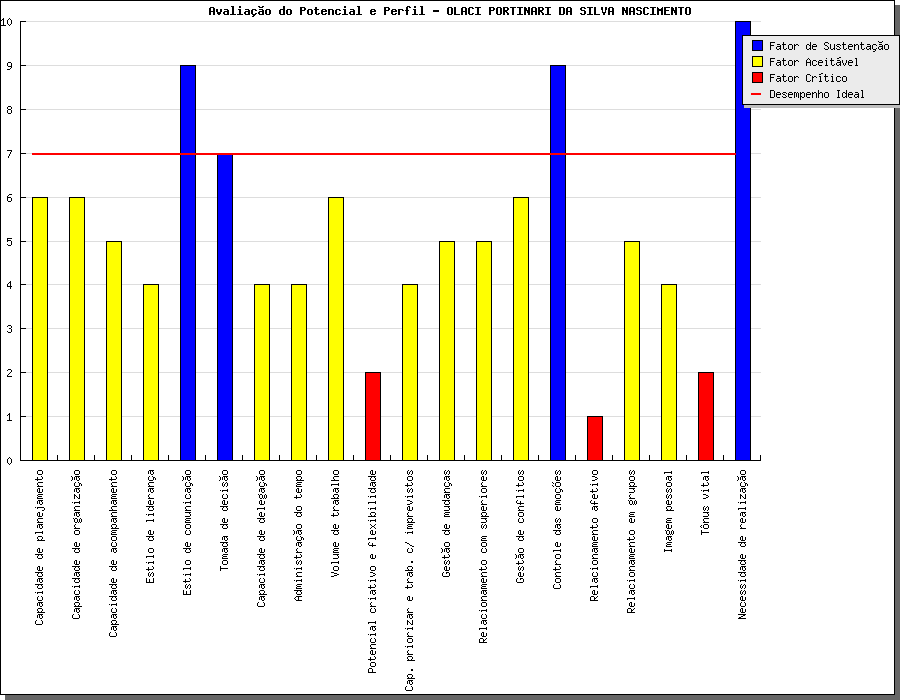 Avaliação do Potencial e Perfil - OLACI PORTINARI DA SILVA NASCIMENTO
Fator de Sustentação
Fator Aceitável
Fator Crítico
Desempenho Ideal
10
9
8
7
6
5
4
3
2
1
0
Capacidade de planejamento
Capacidade de organização
Capacidade de acompanhamento
Estilo de liderança
Estilo de comunicação
Tomada de decisão
Capacidade de delegação
Administração do tempo
Volume de trabalho
Potencial criativo e flexibilidade
Cap. priorizar e trab. c/ imprevistos
Gestão de mudanças
Relacionamento com superiores
Gestão de conflitos
Controle das emoções
Relacionamento afetivo
Relacionamento em grupos
Imagem pessoal
Tônus vital
Necessidade de realização